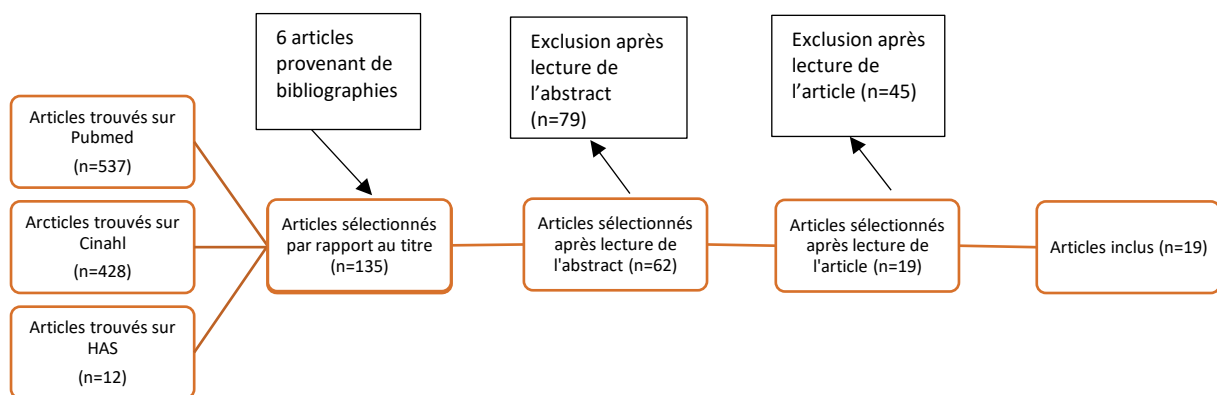 6 articles
provenant de
bibliographies
Exclusion après
lecture de
l’abstract
(n=79)
Exclusion après
lecture de
l’article (n=45)
Articles trouvés sur
Pubmed
(n=537)
Arcticles trouvés sur
Cinahl
(n=428)
Articles trouvés sur
HAS
(n=12)
Articles sélectionnés
par rapport au titre
(n=135)
Articles sélectionnés
après lecture de
l'abstract (n=62)
Articles sélectionnés
après lecture de
l'article (n=19)
Articles inclus (n=19)